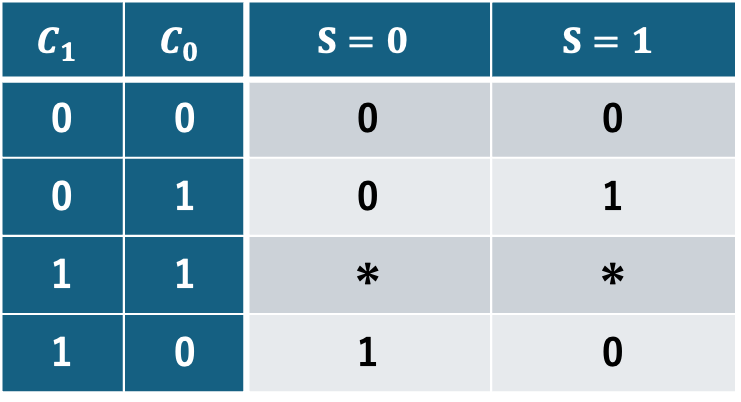 C₁ C₀ S = 0 S = 1
0 0 0 0
0 1 0 1
1 1 * *
1 0 1 0